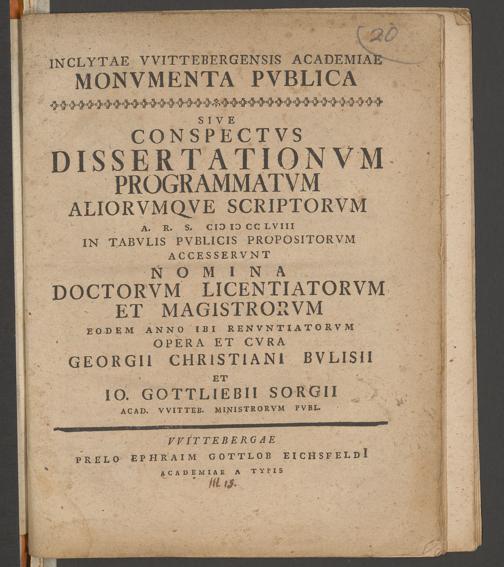 20
INCLYTAE VVITTEBERGENSIS ACADEMIAE
MONVMENTA PVBLICA
SIVE
CONSPECTVS
DISSERTATIONVM
PROGRAMMATVM
ALIORVMQVE SCRIPTORVM
A. R. S. CIↃ IↃ CC LVIII
IN TABVLIS PVBLICIS PROPOSITORVM
ACCESSERVNT
NOMINA
DOCTORVM LICENTIATORVM
ET MAGISTRORVM
EODEM ANNO IBI RENVNTIATORVM
OPERA ET CVRA
GEORGII CHRISTIANI BVLISII
ET
IO. GOTTLIEBII SORGII
ACAD. VVITTEB. MINISTRORVM PVBL.
VVITTEBERGAE
PRELO EPHRAIM GOTTLOB EICHSFELDI
ACADEMIAE A TYPIS